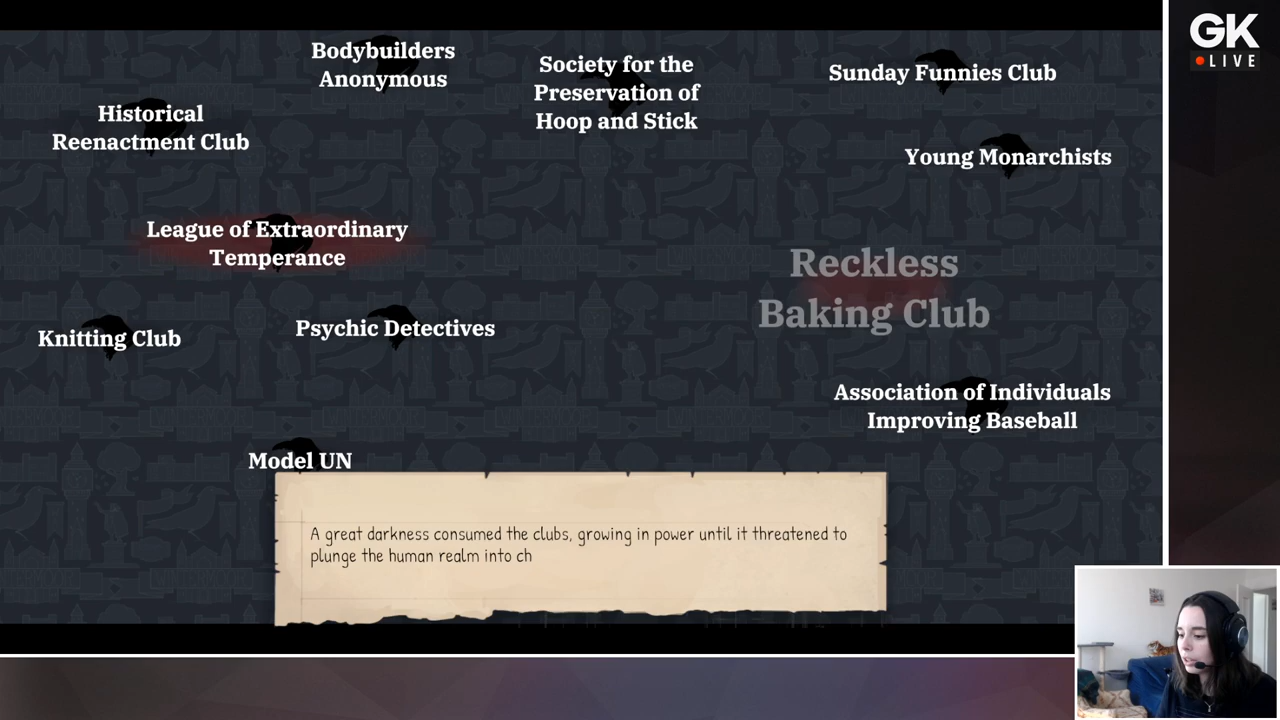 GK
LIVE
Bodybuilders
Anonymous
Society for the
Preservation of
Hoop and Stick
Sunday Funnies Club
Historical
Reenactment Club
Young Monarchists
League of Extraordinary
Temperance
Reckless
Baking Club
Knitting Club
Psychic Detectives
Association of Individuals
Improving Baseball
Model UN
A great darkness consumed the clubs, growing in power until it threatened to
plunge the human realm into ch